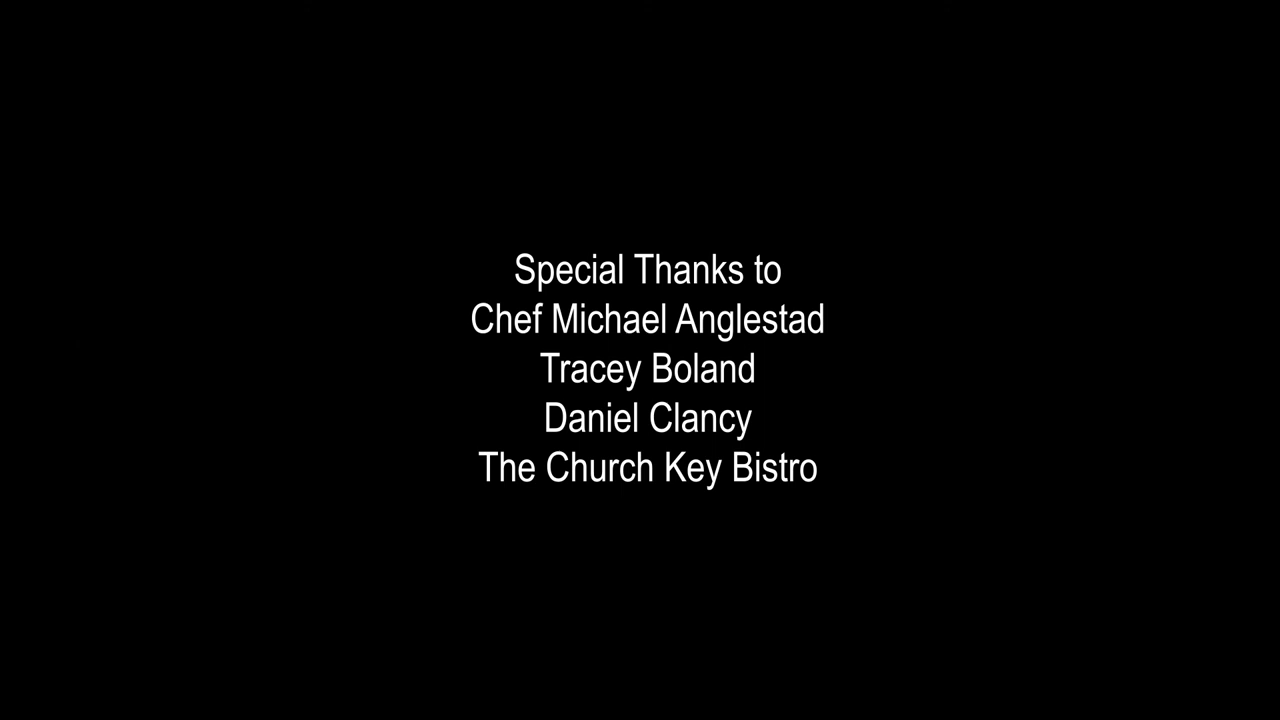 Special Thanks to
Chef Michael Anglestad
Tracey Boland
Daniel Clancy
The Church Key Bistro